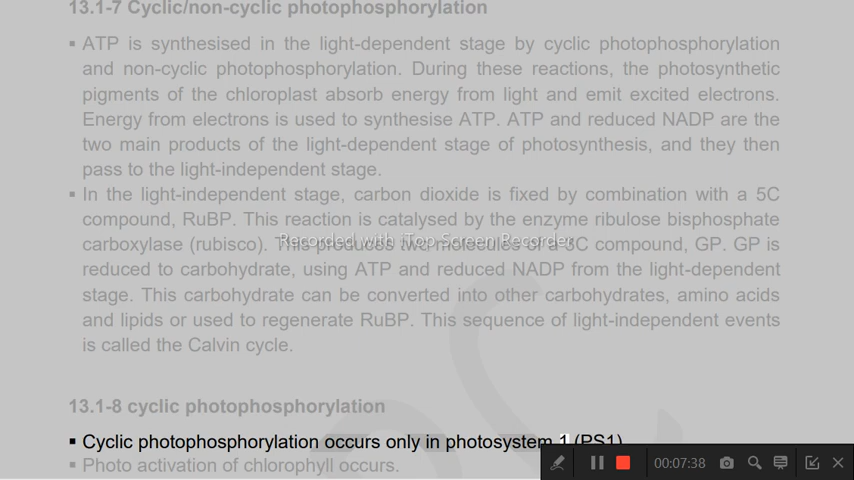 13.1-7 Cyclic/non-cyclic photophosphorylation
▪ ATP is synthesised in the light-dependent stage by cyclic photophosphorylation
and non-cyclic photophosphorylation. During these reactions, the photosynthetic
pigments of the chloroplast absorb energy from light and emit excited electrons.
Energy from electrons is used to synthesise ATP. ATP and reduced NADP are the
two main products of the light-dependent stage of photosynthesis, and they then
pass to the light-independent stage.
▪ In the light-independent stage, carbon dioxide is fixed by combination with a 5C
compound, RuBP. This reaction is catalysed by the enzyme ribulose bisphosphate
carboxylase (rubisco). This produces two molecules of a 3C compound, GP. GP is
Recorded with iTop Screen Recorder
reduced to carbohydrate, using ATP and reduced NADP from the light-dependent
stage. This carbohydrate can be converted into other carbohydrates, amino acids
and lipids or used to regenerate RuBP. This sequence of light-independent events
is called the Calvin cycle.
13.1-8 cyclic photophosphorylation
▪ Cyclic photophosphorylation occurs only in photosystem 1 (PS1)
▪ Photo activation of chlorophyll occurs.
00:07:38